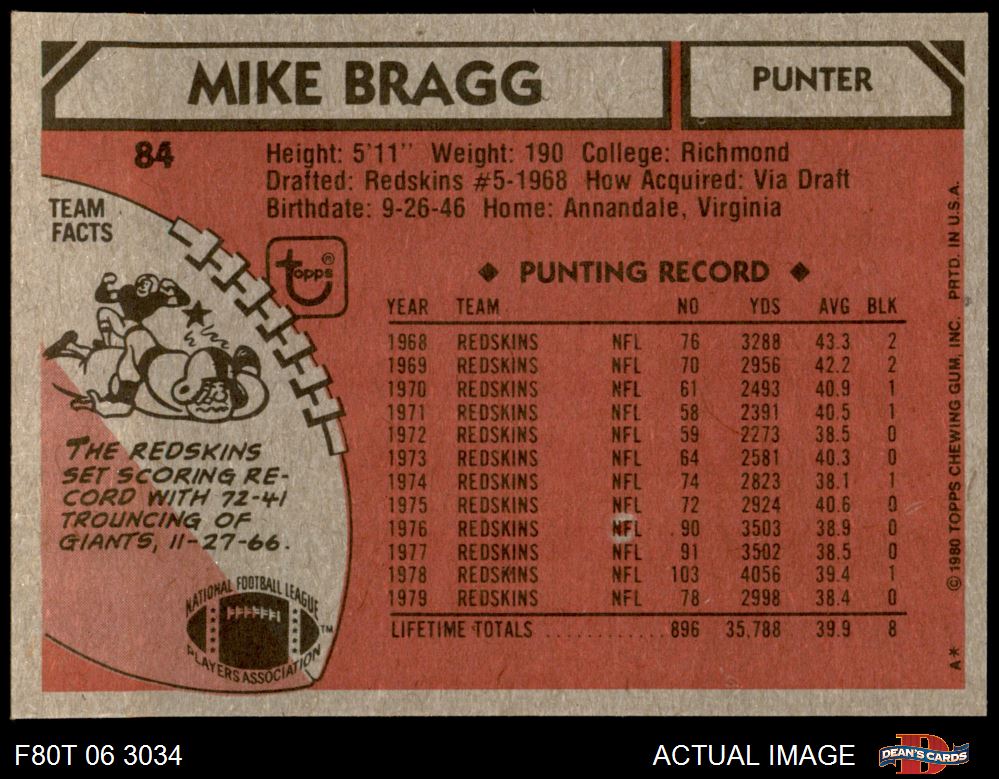 MIKE BRAGG
PUNTER
84
Height: 5'11" Weight: 190 College: Richmond
Drafted: Redskins #5-1968 How Acquired: Via Draft
Birthdate: 9-26-46 Home: Annandale, Virginia
TEAM
FACTS
THE REDSKINS
SET SCORING RE-
CORD WITH 72-41
TROUNCING OF
GIANTS, 11-27-66.
NATIONAL FOOTBALL LEAGUE
PLAYERS ASSOCIATION
TM
topps ®
◆ PUNTING RECORD ◆
YEAR TEAM NO YDS AVG BLK
1968 REDSKINS NFL 76 3288 43.3 2
1969 REDSKINS NFL 70 2956 42.2 2
1970 REDSKINS NFL 61 2493 40.9 1
1971 REDSKINS NFL 58 2391 40.5 1
1972 REDSKINS NFL 59 2273 38.5 0
1973 REDSKINS NFL 64 2581 40.3 0
1974 REDSKINS NFL 74 2823 38.1 1
1975 REDSKINS NFL 72 2924 40.6 0
1976 REDSKINS NFL 90 3503 38.9 0
1977 REDSKINS NFL 91 3502 38.5 0
1978 REDSKINS NFL 103 4056 39.4 1
1979 REDSKINS NFL 78 2998 38.4 0
LIFETIME TOTALS ............ 896 35,788 39.9 8
A* © 1980 TOPPS CHEWING GUM, INC. PRTD. IN U.S.A.
F80T 06 3034
ACTUAL IMAGE
DEAN'S CARDS